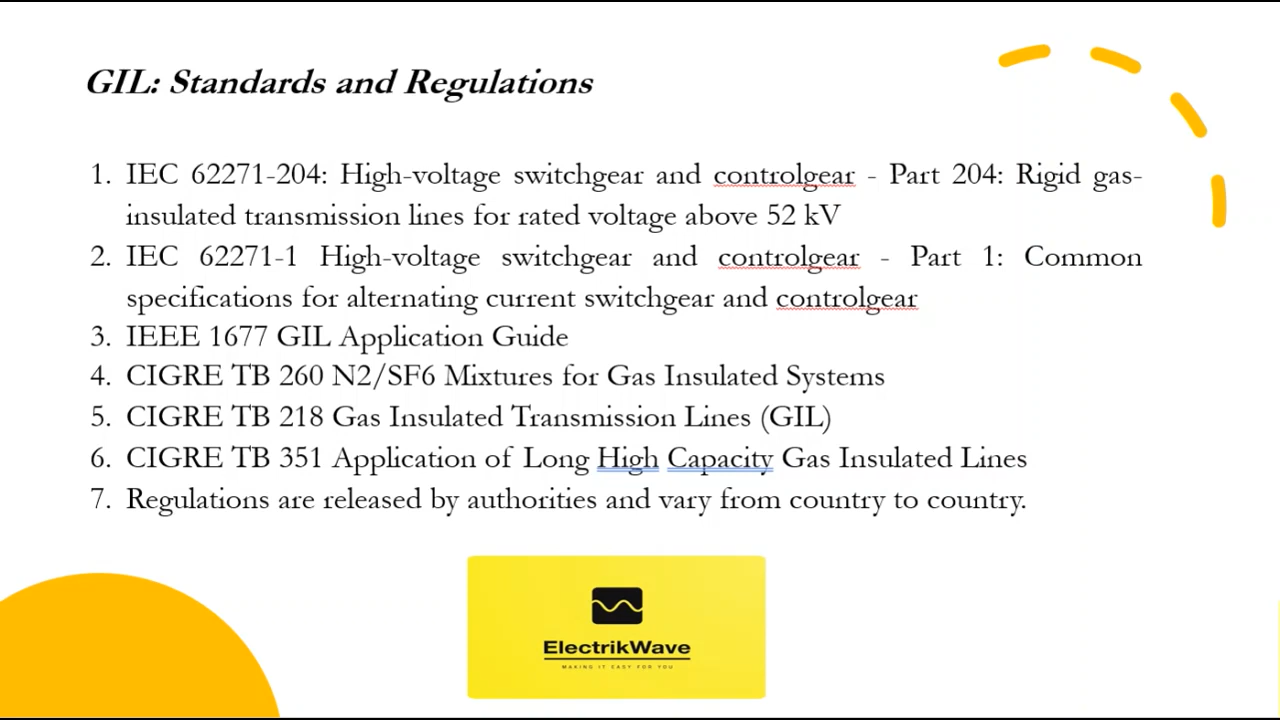 GIL: Standards and Regulations
1. IEC 62271-204: High-voltage switchgear and controlgear - Part 204: Rigid gas-
insulated transmission lines for rated voltage above 52 kV
2. IEC 62271-1 High-voltage switchgear and controlgear - Part 1: Common
specifications for alternating current switchgear and controlgear
3. IEEE 1677 GIL Application Guide
4. CIGRE TB 260 N2/SF6 Mixtures for Gas Insulated Systems
5. CIGRE TB 218 Gas Insulated Transmission Lines (GIL)
6. CIGRE TB 351 Application of Long High Capacity Gas Insulated Lines
7. Regulations are released by authorities and vary from country to country.
ElectrikWave
MAKING IT EASY FOR YOU